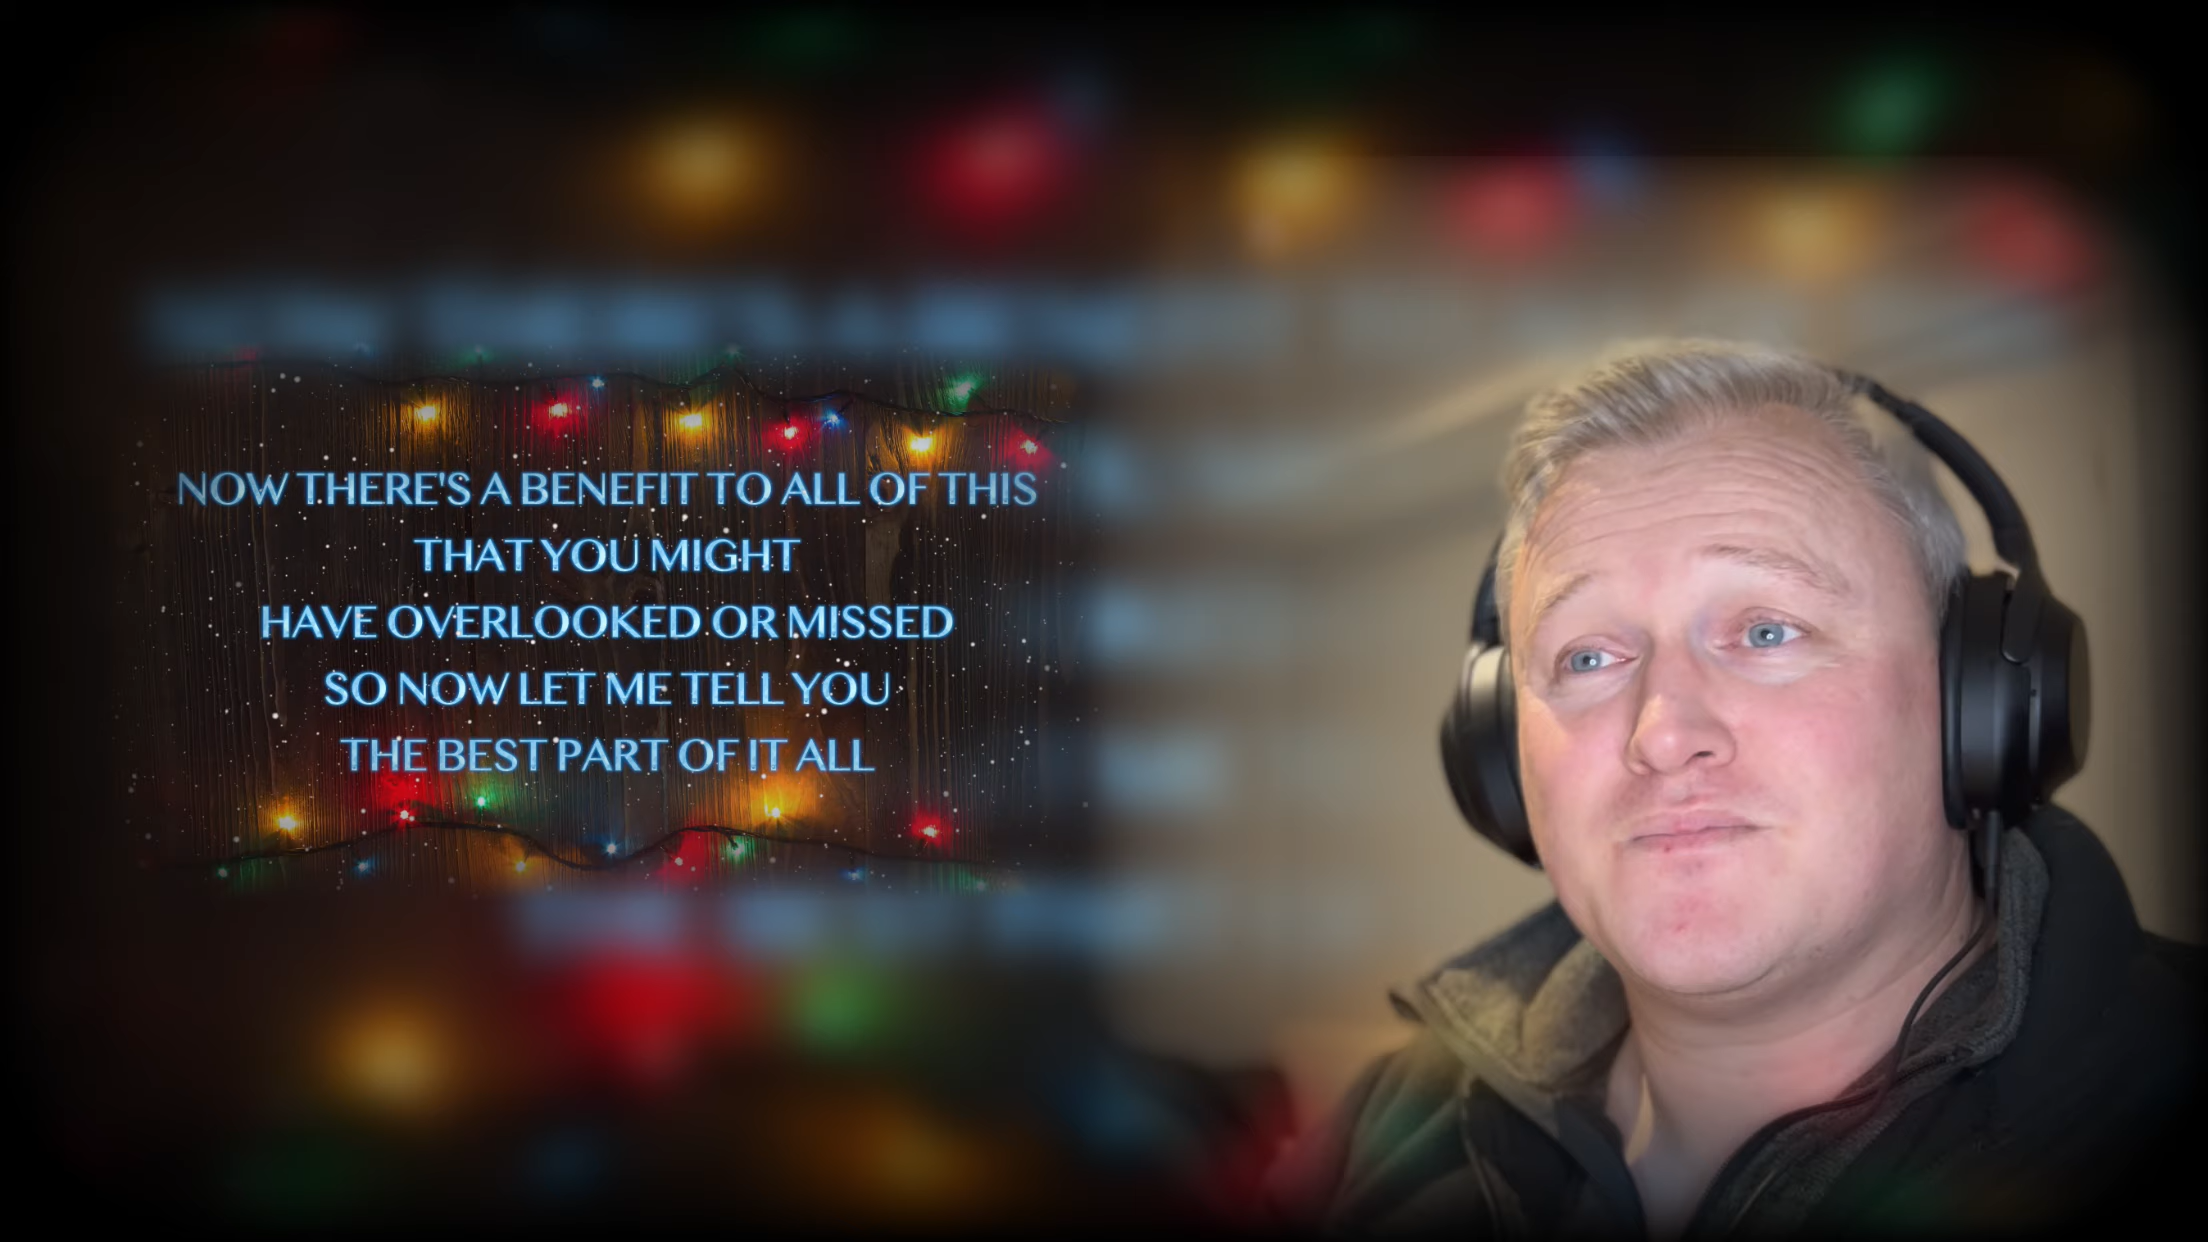 NOW THERE'S A BENEFIT TO ALL OF THIS
THAT YOU MIGHT
HAVE OVERLOOKED OR MISSED
SO NOW LET ME TELL YOU
THE BEST PART OF IT ALL